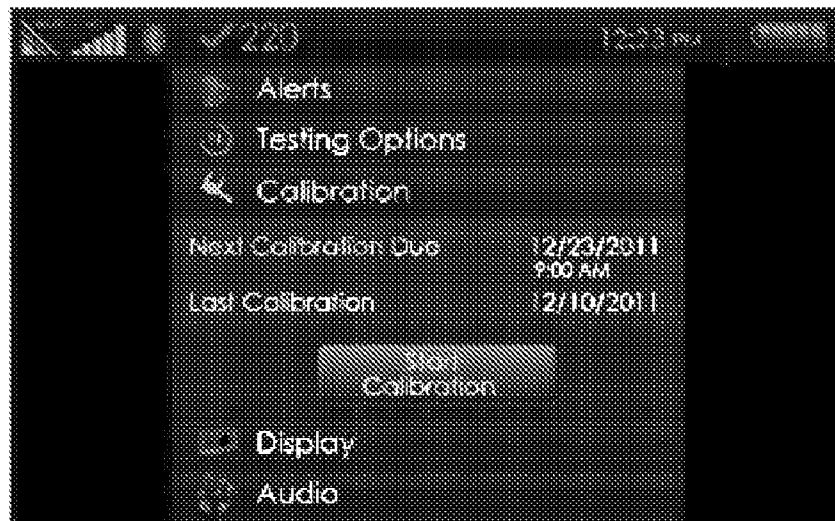 220 12:23 PM
Alerts
Testing Options
Calibration
Next Calibration Due 12/23/2011
9:00 AM
Last Calibration 12/10/2011
Start
Calibration
Display
Audio